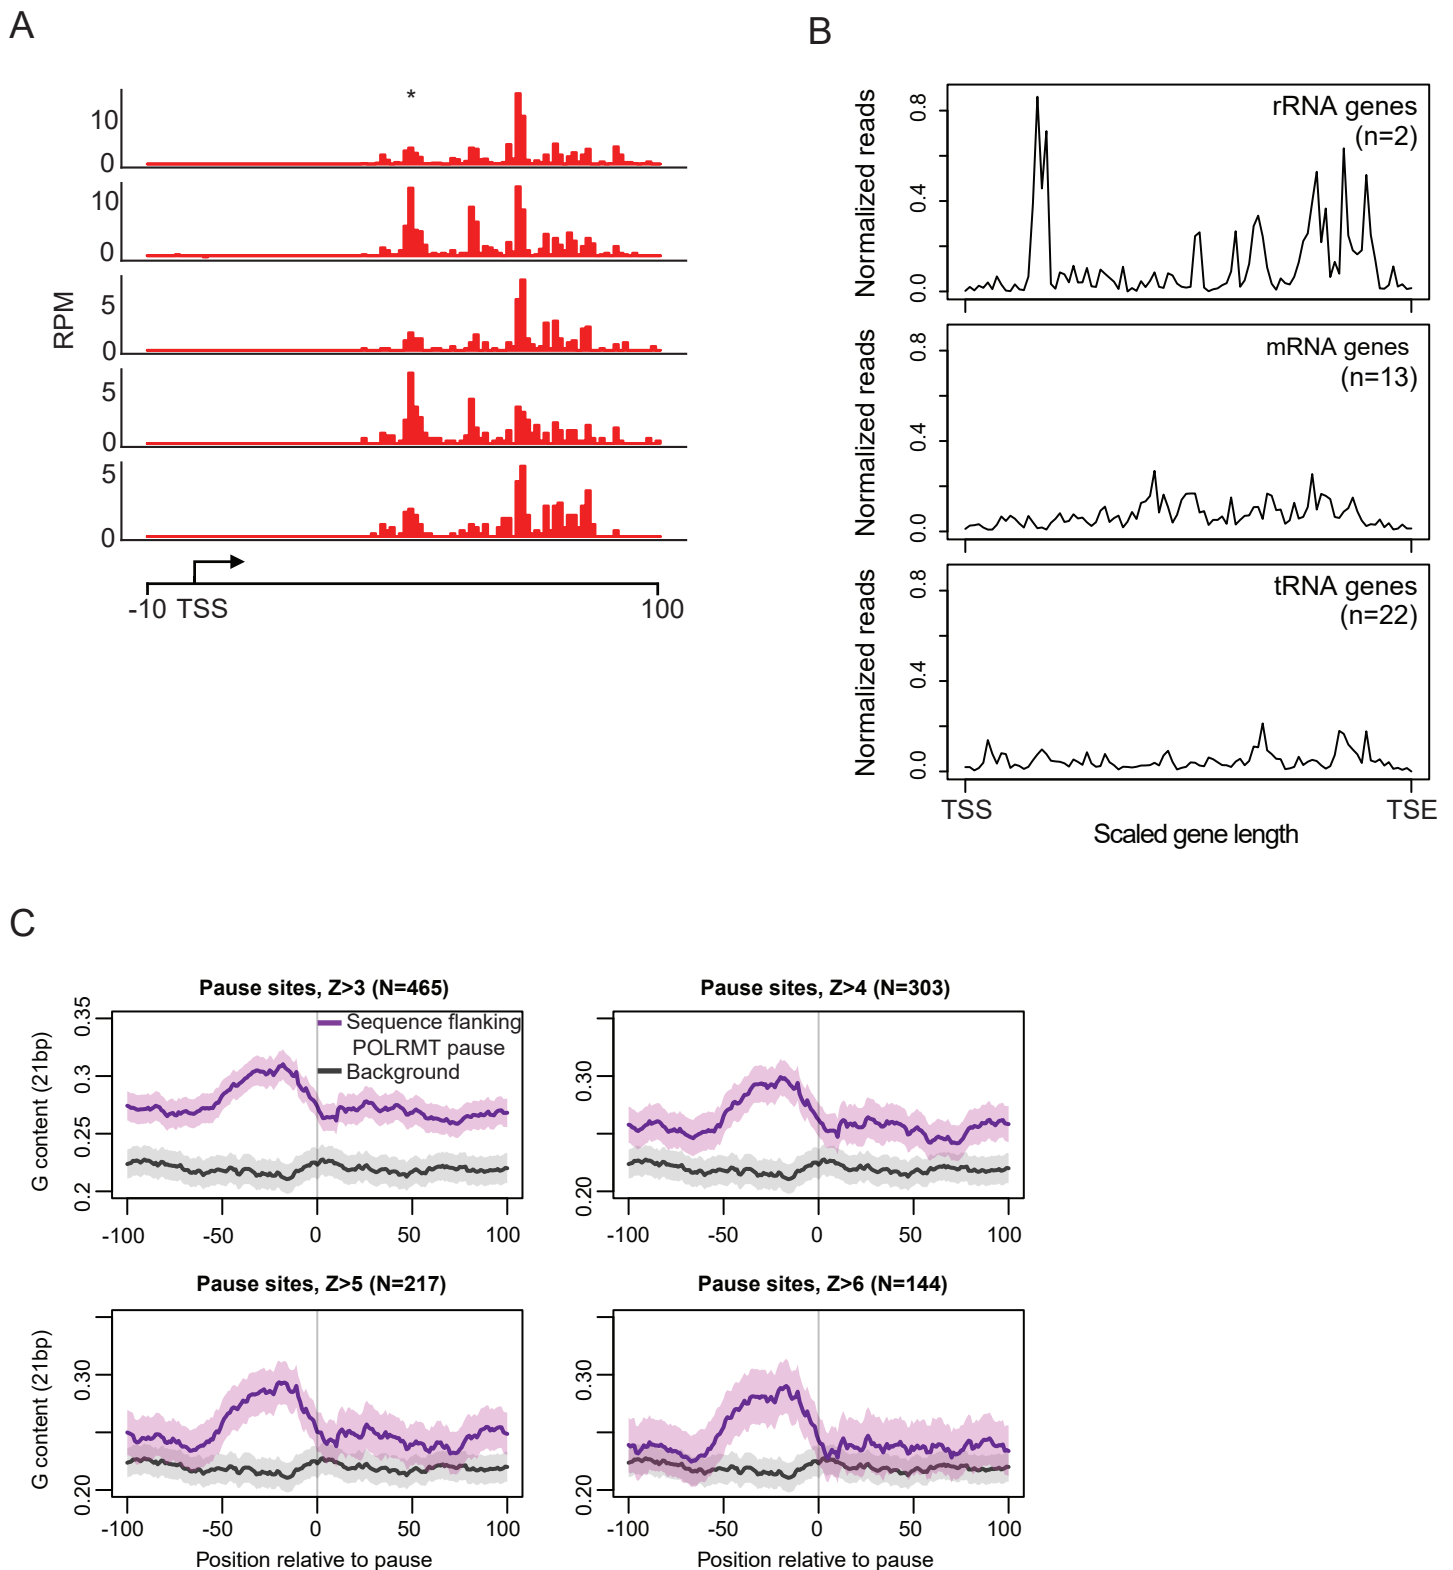 A
*
10
0
10
0
5
0
5
0
5
0
RPM
-10 TSS 100
B
Normalized reads
0.8
0.4
0.0
rRNA genes
(n=2)
Normalized reads
0.8
0.4
0.0
mRNA genes
(n=13)
Normalized reads
0.8
0.4
0.0
tRNA genes
(n=22)
TSS TSE
Scaled gene length
C
Pause sites, Z>3 (N=465)
G content (21bp)
0.35
0.3
0.25
0.2
Sequence flanking
POLRMT pause
Background
-100 -50 0 50 100
Pause sites, Z>4 (N=303)
0.30
0.20
-100 -50 0 50 100
Pause sites, Z>5 (N=217)
G content (21bp)
0.30
0.20
-100 -50 0 50 100
Position relative to pause
Pause sites, Z>6 (N=144)
0.30
0.20
-100 -50 0 50 100
Position relative to pause